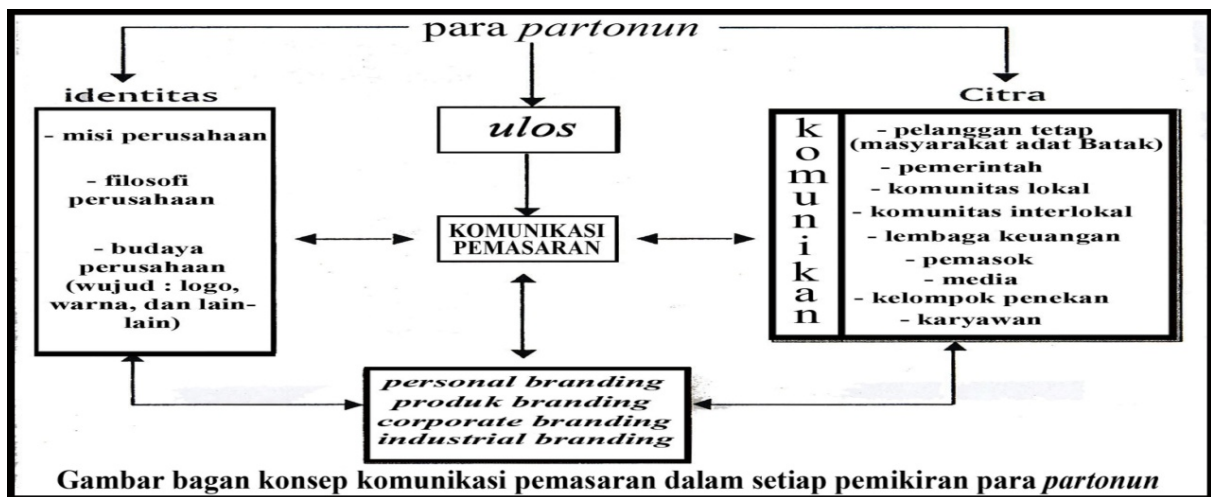 para partonun
identitas
- misi perusahaan
- filosofi
perusahaan
- budaya
perusahaan
(wujud : logo,
warna, dan lain-
lain)
ulos
KOMUNIKASI
PEMASARAN
Citra
komunikan
- pelanggan tetap
(masyarakat adat Batak)
- pemerintah
- komunitas lokal
- komunitas interlokal
- lembaga keuangan
- pemasok
- media
- kelompok penekan
- karyawan
personal branding
produk branding
corporate branding
industrial branding
Gambar bagan konsep komunikasi pemasaran dalam setiap pemikiran para partonun